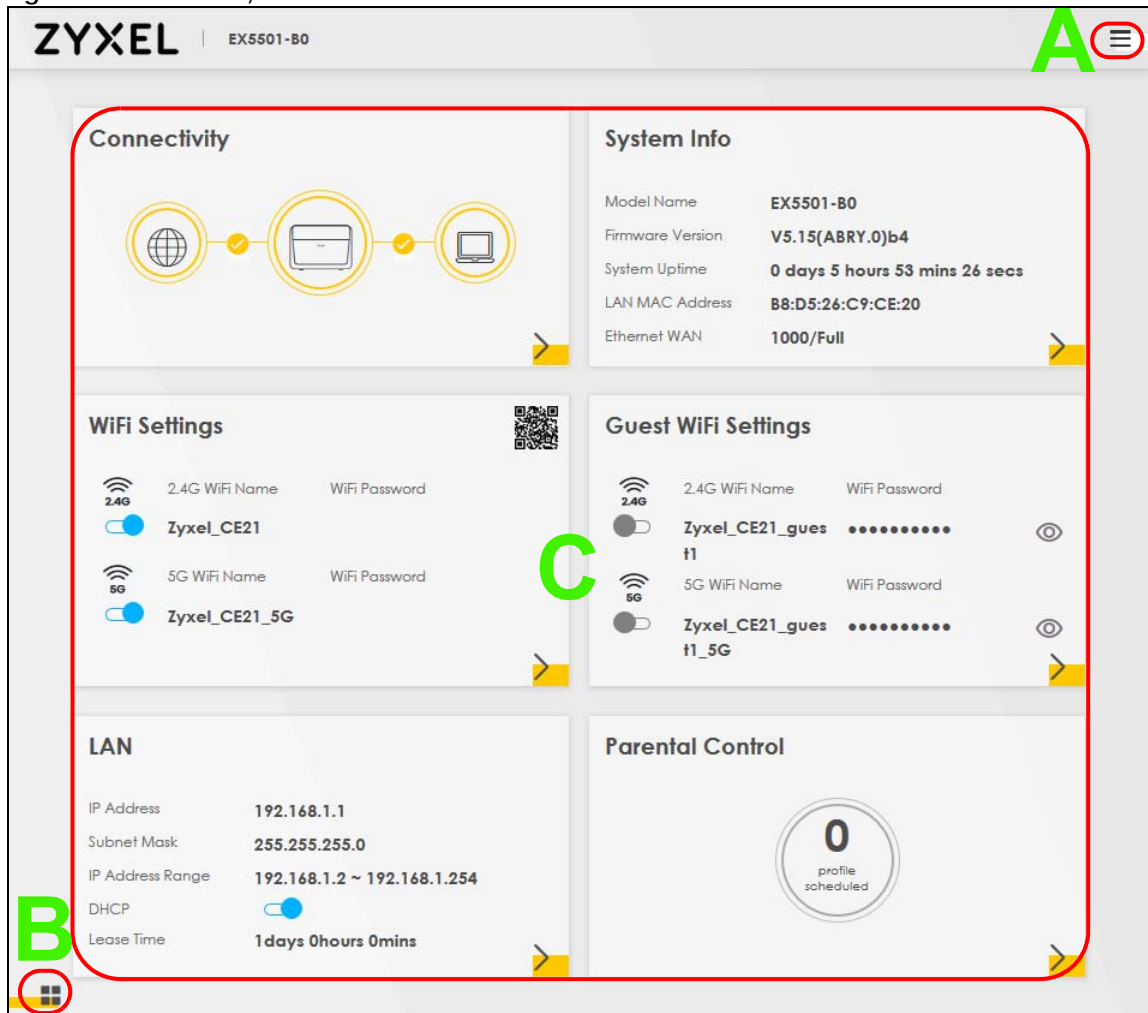 ZYXEL EX5501-B0
A
Connectivity
System Info
Model Name EX5501-B0
Firmware Version V5.15(ABRY.0)b4
System Uptime 0 days 5 hours 53 mins 26 secs
LAN MAC Address B8:D5:26:C9:CE:20
Ethernet WAN 1000/Full
WiFi Settings
2.4G
2.4G WiFi Name WiFi Password
Zyxel_CE21
5G
5G WiFi Name WiFi Password
Zyxel_CE21_5G
C
Guest WiFi Settings
2.4G
2.4G WiFi Name WiFi Password
Zyxel_CE21_gues ••••••••••
t1
5G
5G WiFi Name WiFi Password
Zyxel_CE21_gues ••••••••••
t1_5G
LAN
IP Address 192.168.1.1
Subnet Mask 255.255.255.0
IP Address Range 192.168.1.2 ~ 192.168.1.254
DHCP
Lease Time 1days 0hours 0mins
B
Parental Control
0
profile
scheduled